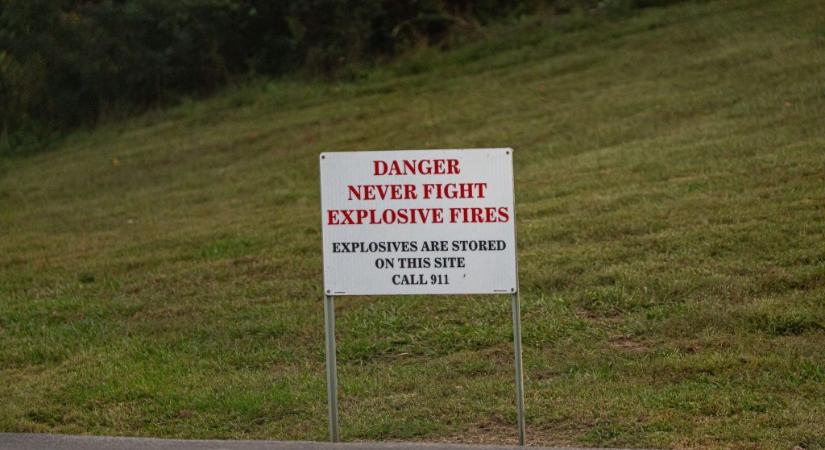 DANGER
NEVER FIGHT
EXPLOSIVE FIRES
EXPLOSIVES ARE STORED
ON THIS SITE
CALL 911